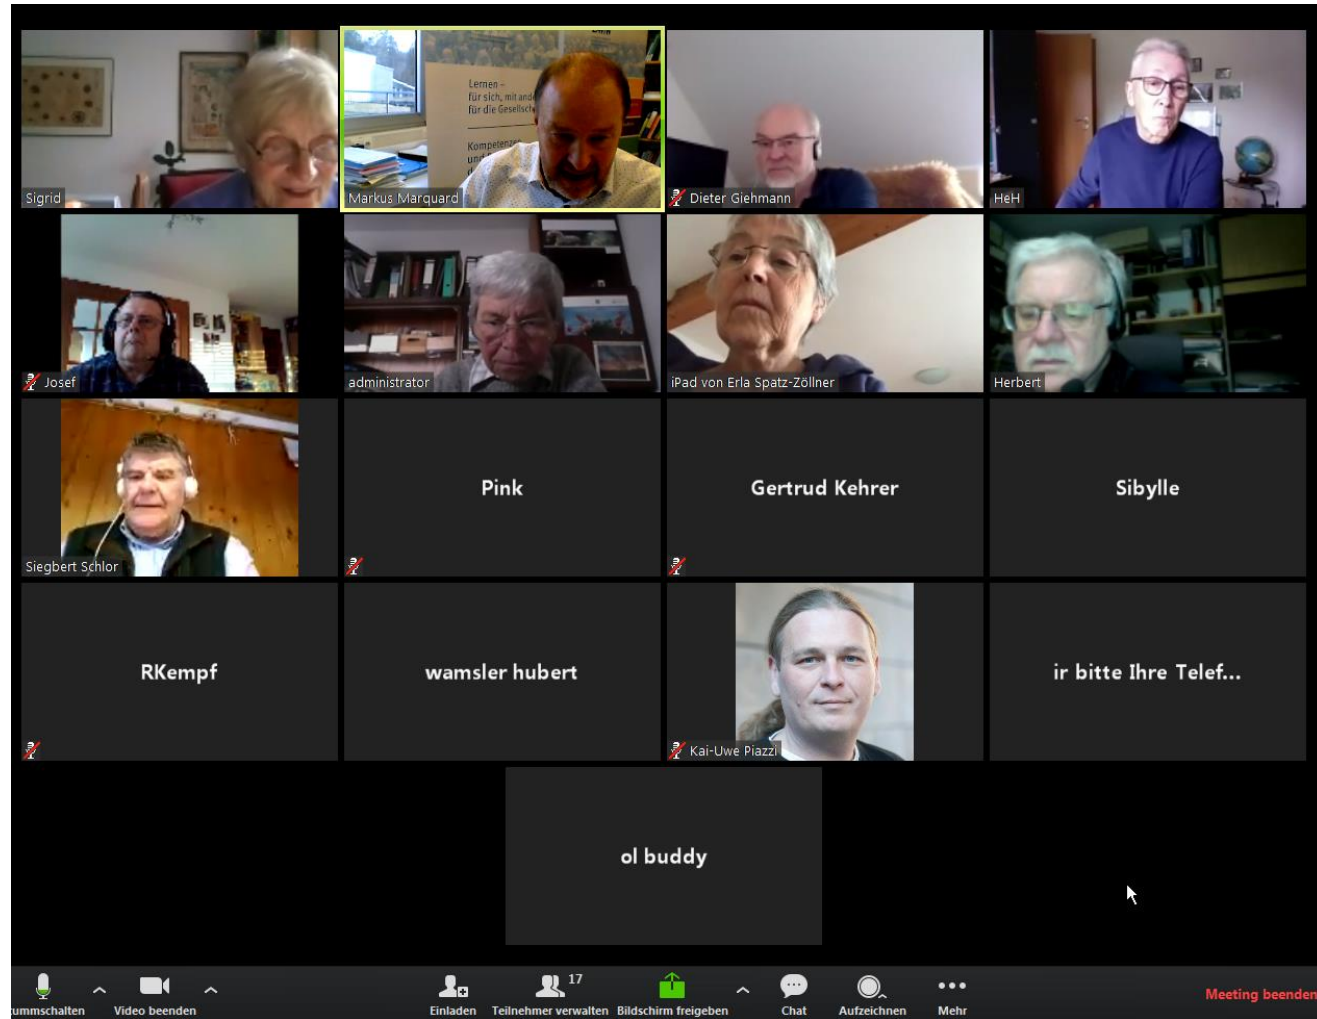 Sigrid
Lernen –
für sich, mit
für die Gesellsch
Kompetenz
und
Markus Marquard
Dieter Giehmann
HeH
Josef
administrator
iPad von Erla Spatz-Zöllner
Herbert
Siegbert Schlor
Pink
Gertrud Kehrer
Sibylle
RKempf
wamsler hubert
Kai-Uwe Piazzi
ir bitte Ihre Telef...
ol buddy
17
ummschalten
Video beenden
Einladen
Teilnehmer verwalten
Bildschirm freigeben
Chat
Aufzeichnen
Mehr
Meeting beenden